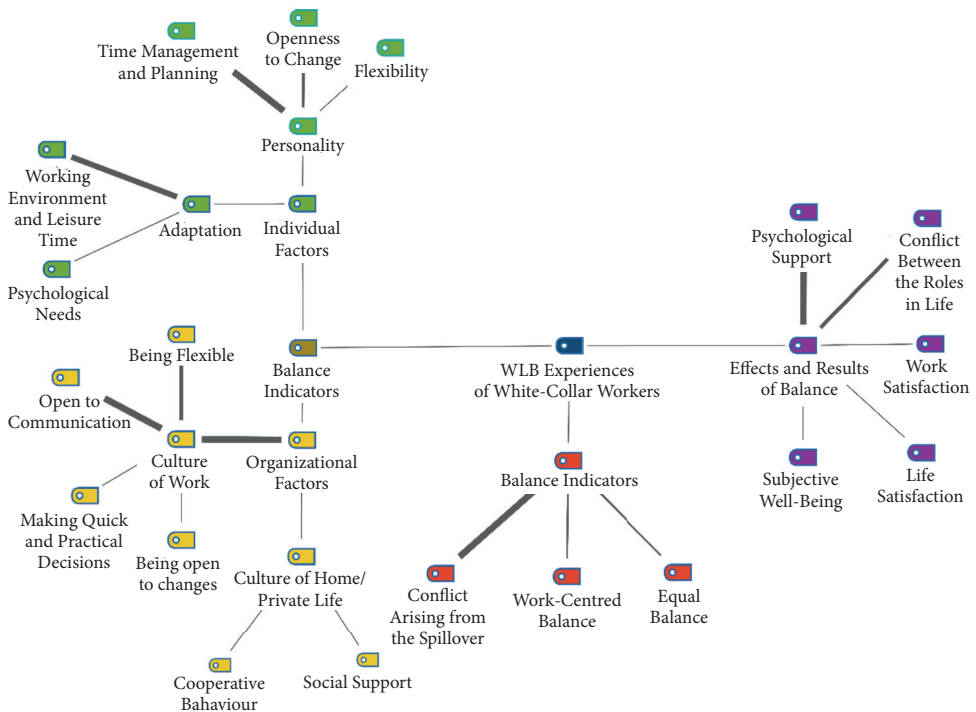 Time Management
and Planning
Openness
to Change
Flexibility
Personality
Working
Environment
and Leisure
Time
Adaptation
Individual
Factors
Psychological
Needs
Psychological
Support
Conflict
Between
the Roles
in Life
Being Flexible
Balance
Indicators
WLB Experiences
of White-Collar Workers
Effects and Results
of Balance
Work
Satisfaction
Open to
Communication
Culture
of Work
Organizational
Factors
Balance Indicators
Subjective
Well-Being
Life
Satisfaction
Making Quick
and Practical
Decisions
Being open
to changes
Culture of Home/
Private Life
Conflict
Arising from
the Spillover
Work-Centred
Balance
Equal
Balance
Cooperative
Bahaviour
Social Support